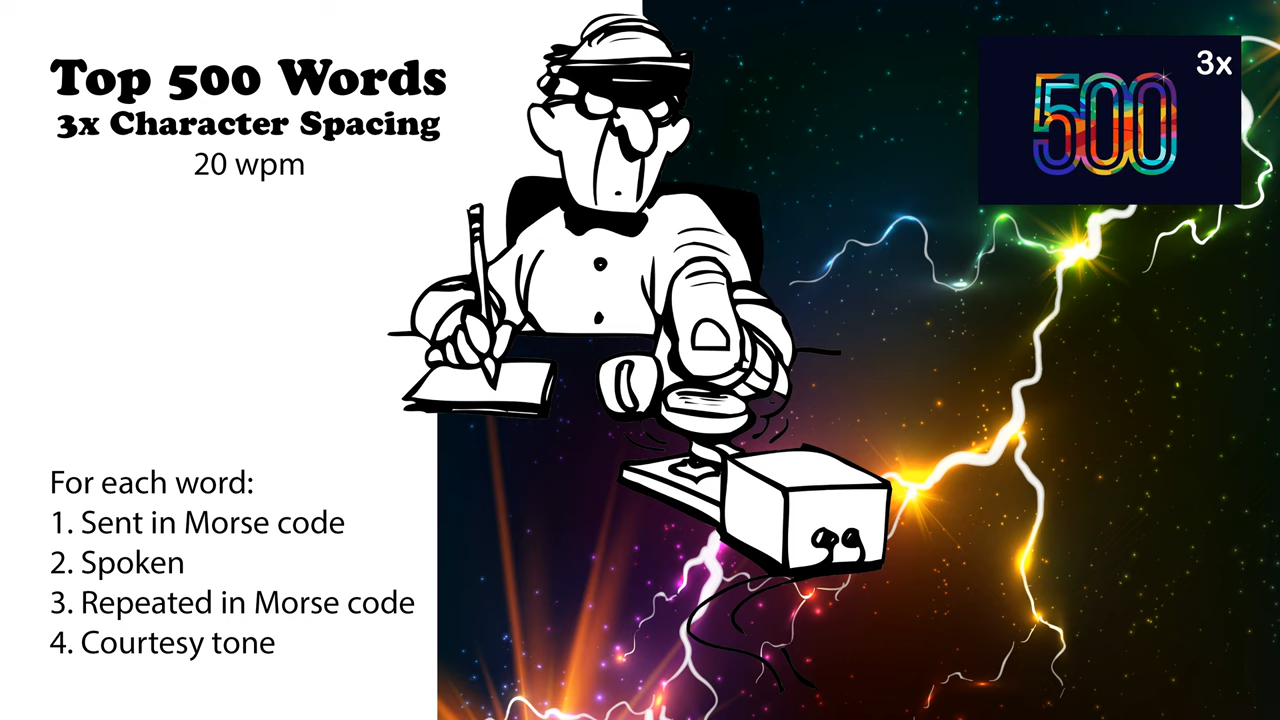 Top 500 Words
3x Character Spacing
20 wpm
3x
500
For each word:
1. Sent in Morse code
2. Spoken
3. Repeated in Morse code
4. Courtesy tone